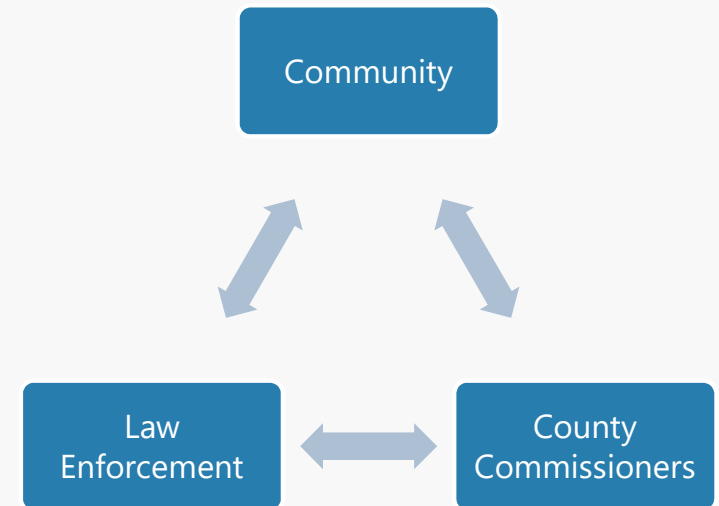 Community
Law
Enforcement
County
Commissioners